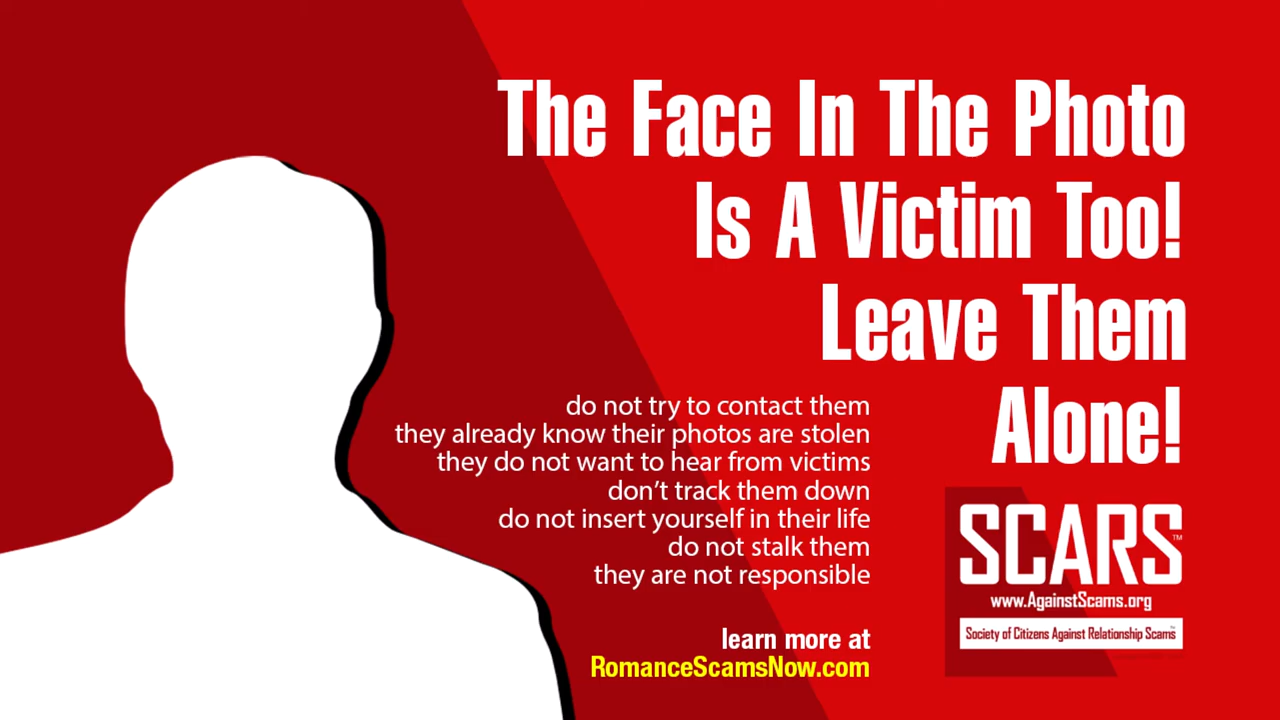 The Face In The Photo
Is A Victim Too!
Leave Them
Alone!
do not try to contact them
they already know their photos are stolen
they do not want to hear from victims
don't track them down
do not insert yourself in their life
do not stalk them
they are not responsible
learn more at
RomanceScamsNow.com
SCARS™
www.AgainstScams.org
Society of Citizens Against Relationship Scams™